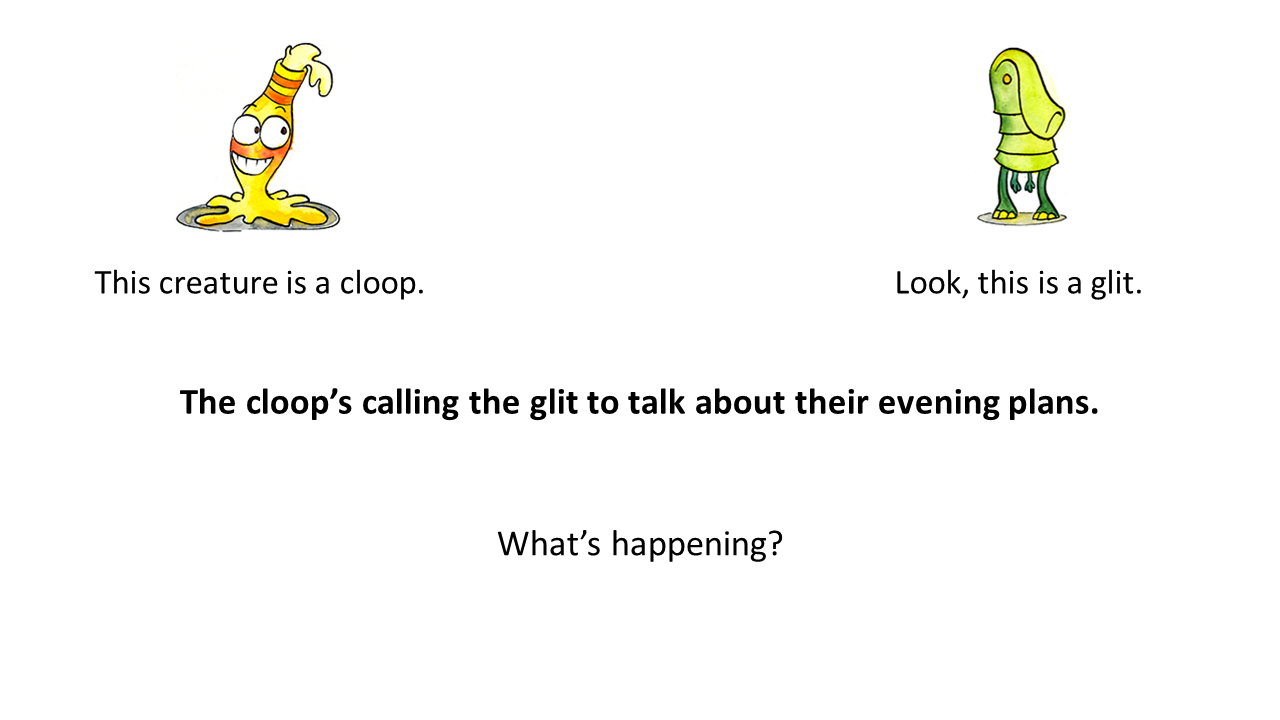 This creature is a cloop.
Look, this is a glit.
The cloop’s calling the glit to talk about their evening plans.
What’s happening?